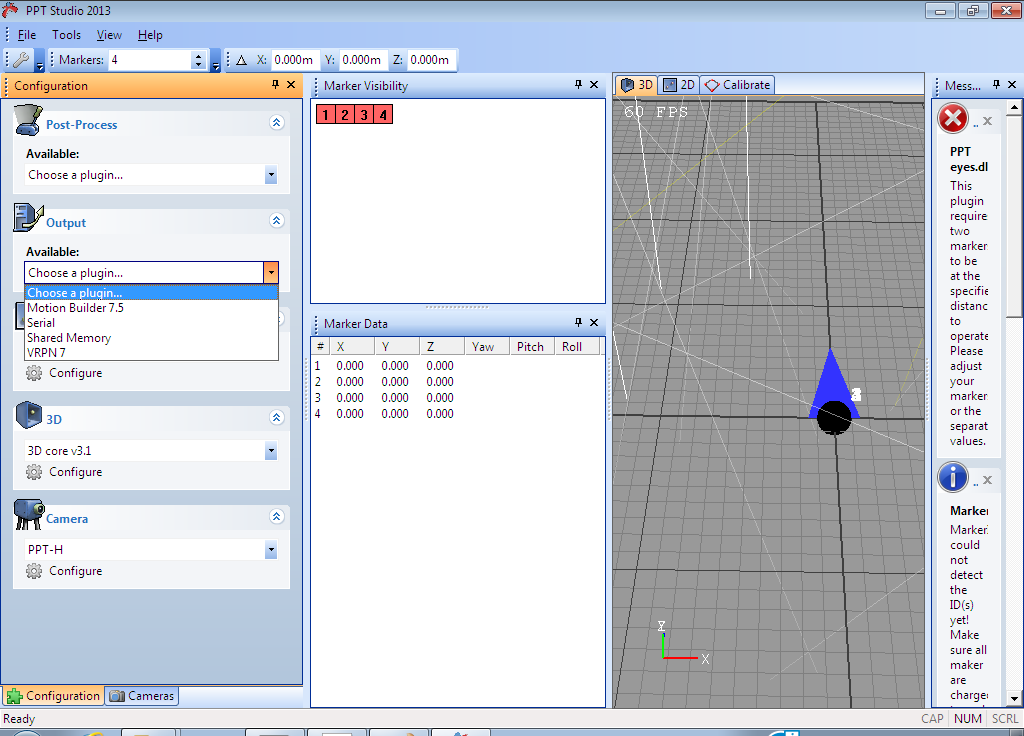 PPT Studio 2013
File Tools View Help
Markers: 4 X: 0.000m Y: 0.000m Z: 0.000m
Configuration
Post-Process
Available:
Choose a plugin...
Output
Available:
Choose a plugin...
Choose a plugin...
Motion Builder 7.5
Serial
Shared Memory
VRPN 7
Configure
3D
3D core v3.1
Configure
Camera
PPT-H
Configure
Configuration Cameras
Marker Visibility
1 2 3 4
Marker Data
# X Y Z Yaw Pitch Roll
1 0.000 0.000 0.000
2 0.000 0.000 0.000
3 0.000 0.000 0.000
4 0.000 0.000 0.000
3D 2D Calibrate
60 FPS
Z
X
Mess...
..
PPT
eyes.dl
This
plugin
require
two
marker
to be
at the
specifie
distanc
to
operate
Please
adjust
your
marker
or the
separat
values.
..
Marker
Marker
could
not
detect
the
ID(s)
yet!
Make
sure all
maker
are
charge
Ready
CAP NUM SCRL